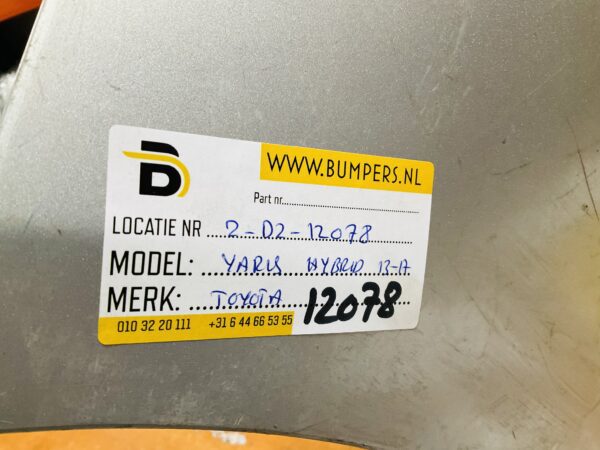 B
WWW.BUMPERS.NL
Part nr
LOCATIE NR 2-D2-12078
MODEL: YARIS HYBRID 13-17
MERK: TOYOTA 12078
010 32 20 111 +31 6 44 66 53 55